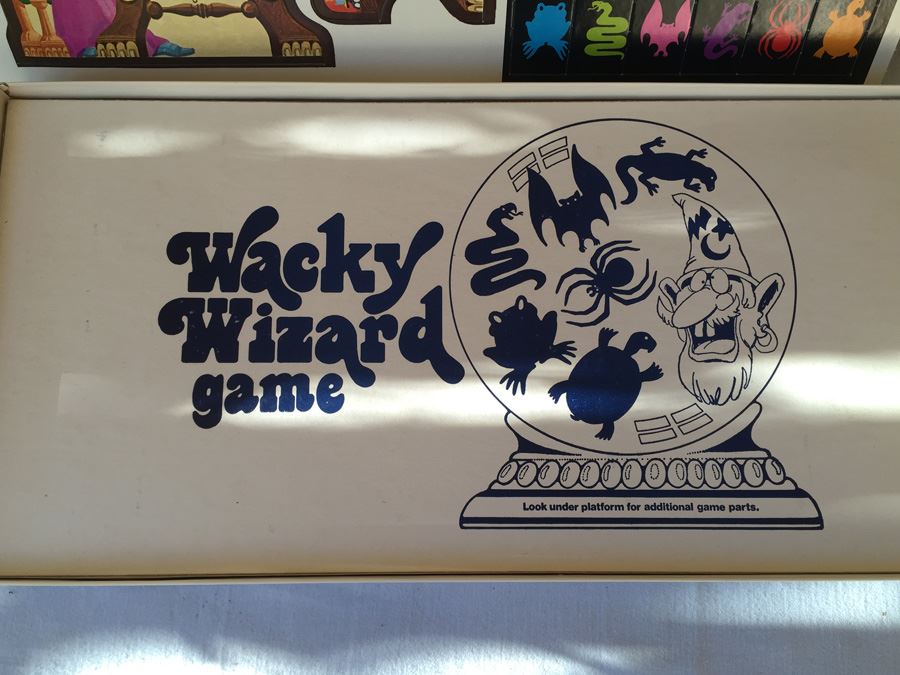 Wacky
Wizard
game
Look under platform for additional game parts.